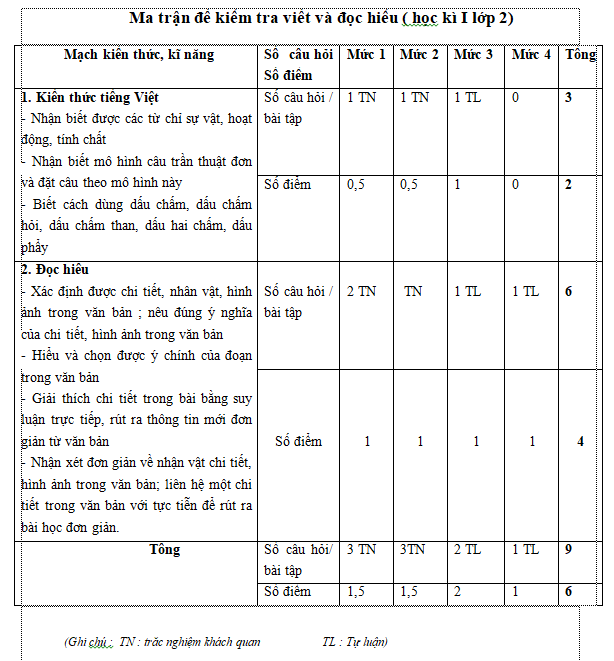 Ma trận đề kiểm tra viết và đọc hiểu ( học kì I lớp 2)
Mạch kiến thức, kĩ năng
Số câu hỏi
Số điểm
Mức 1
Mức 2
Mức 3
Mức 4
Tổng
1. Kiến thức tiếng Việt
- Nhận biết được các từ chỉ sự vật, hoạt
động, tính chất
- Nhận biết mô hình câu trần thuật đơn
và đặt câu theo mô hình này
- Biết cách dùng dấu chấm, dấu chấm
hỏi, dấu chấm than, dấu hai chấm, dấu
phẩy
Số câu hỏi /
bài tập
1 TN
1 TN
1 TL
0
3
Số điểm
0,5
0,5
1
0
2
2. Đọc hiểu
- Xác định được chi tiết, nhân vật, hình
ảnh trong văn bản ; nêu đúng ý nghĩa
của chi tiết, hình ảnh trong văn bản
- Hiểu và chọn được ý chính của đoạn
trong văn bản
- Giải thích chi tiết trong bài bằng suy
luận trực tiếp, rút ra thông tin mới đơn
giản từ văn bản
- Nhận xét đơn giản về nhận vật chi tiết,
hình ảnh trong văn bản; liên hệ một chi
tiết trong văn bản với tực tiễn để rút ra
bài học đơn giản.
Số câu hỏi /
bài tập
2 TN
TN
1 TL
1 TL
6
Số điểm
1
1
1
1
4
Tổng
Số câu hỏi/
bài tập
3 TN
3TN
2 TL
1 TL
9
Số điểm
1,5
1,5
2
1
6
(Ghi chú : TN : trắc nghiệm khách quan TL : Tự luận)